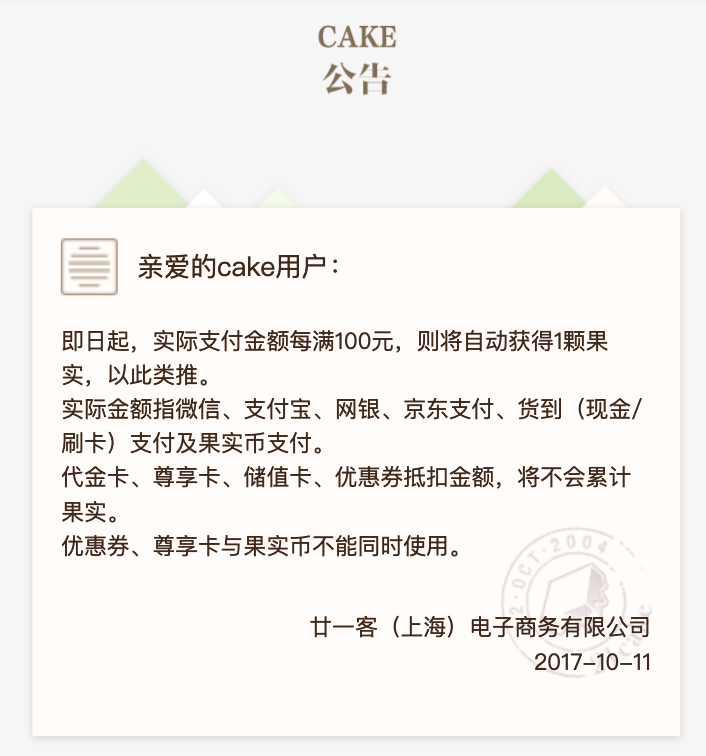 CAKE
公告
亲爱的cake用户：
即日起，实际支付金额每满100元，则将自动获得1颗果
实，以此类推。
实际金额指微信、支付宝、网银、京东支付、货到（现金/
刷卡）支付及果实币支付。
代金卡、尊享卡、储值卡、优惠券抵扣金额，将不会累计
果实。
优惠券、尊享卡与果实币不能同时使用。
2·OCT·2004
廿一客（上海）电子商务有限公司
2017-10-11